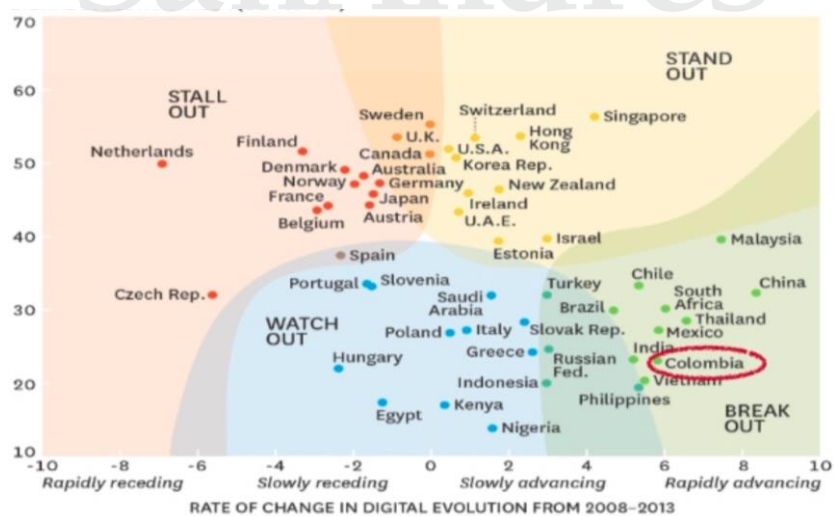 San Andres
70
60
50
40
30
20
10
STALL
OUT
STAND
OUT
WATCH
OUT
BREAK
OUT
Netherlands
Finland
Sweden
U.K.
Canada
Switzerland
Hong
Kong
Singapore
U.S.A.
Korea Rep.
Denmark
Australia
Norway
Germany
New Zealand
France
Japan
Ireland
Belgium
Austria
U.A.E.
Spain
Estonia
Israel
Malaysia
Czech Rep.
Portugal
Slovenia
Saudi
Arabia
Turkey
Chile
China
Brazil
South
Africa
Thailand
Poland
Italy
Slovak Rep.
Mexico
Hungary
Greece
Russian
Fed.
India
Colombia
Indonesia
Vietnam
Philippines
Egypt
Kenya
Nigeria
-10 -8 -6 -4 -2 0 2 4 6 8 10
Rapidly receding Slowly receding Slowly advancing Rapidly advancing
RATE OF CHANGE IN DIGITAL EVOLUTION FROM 2008–2013